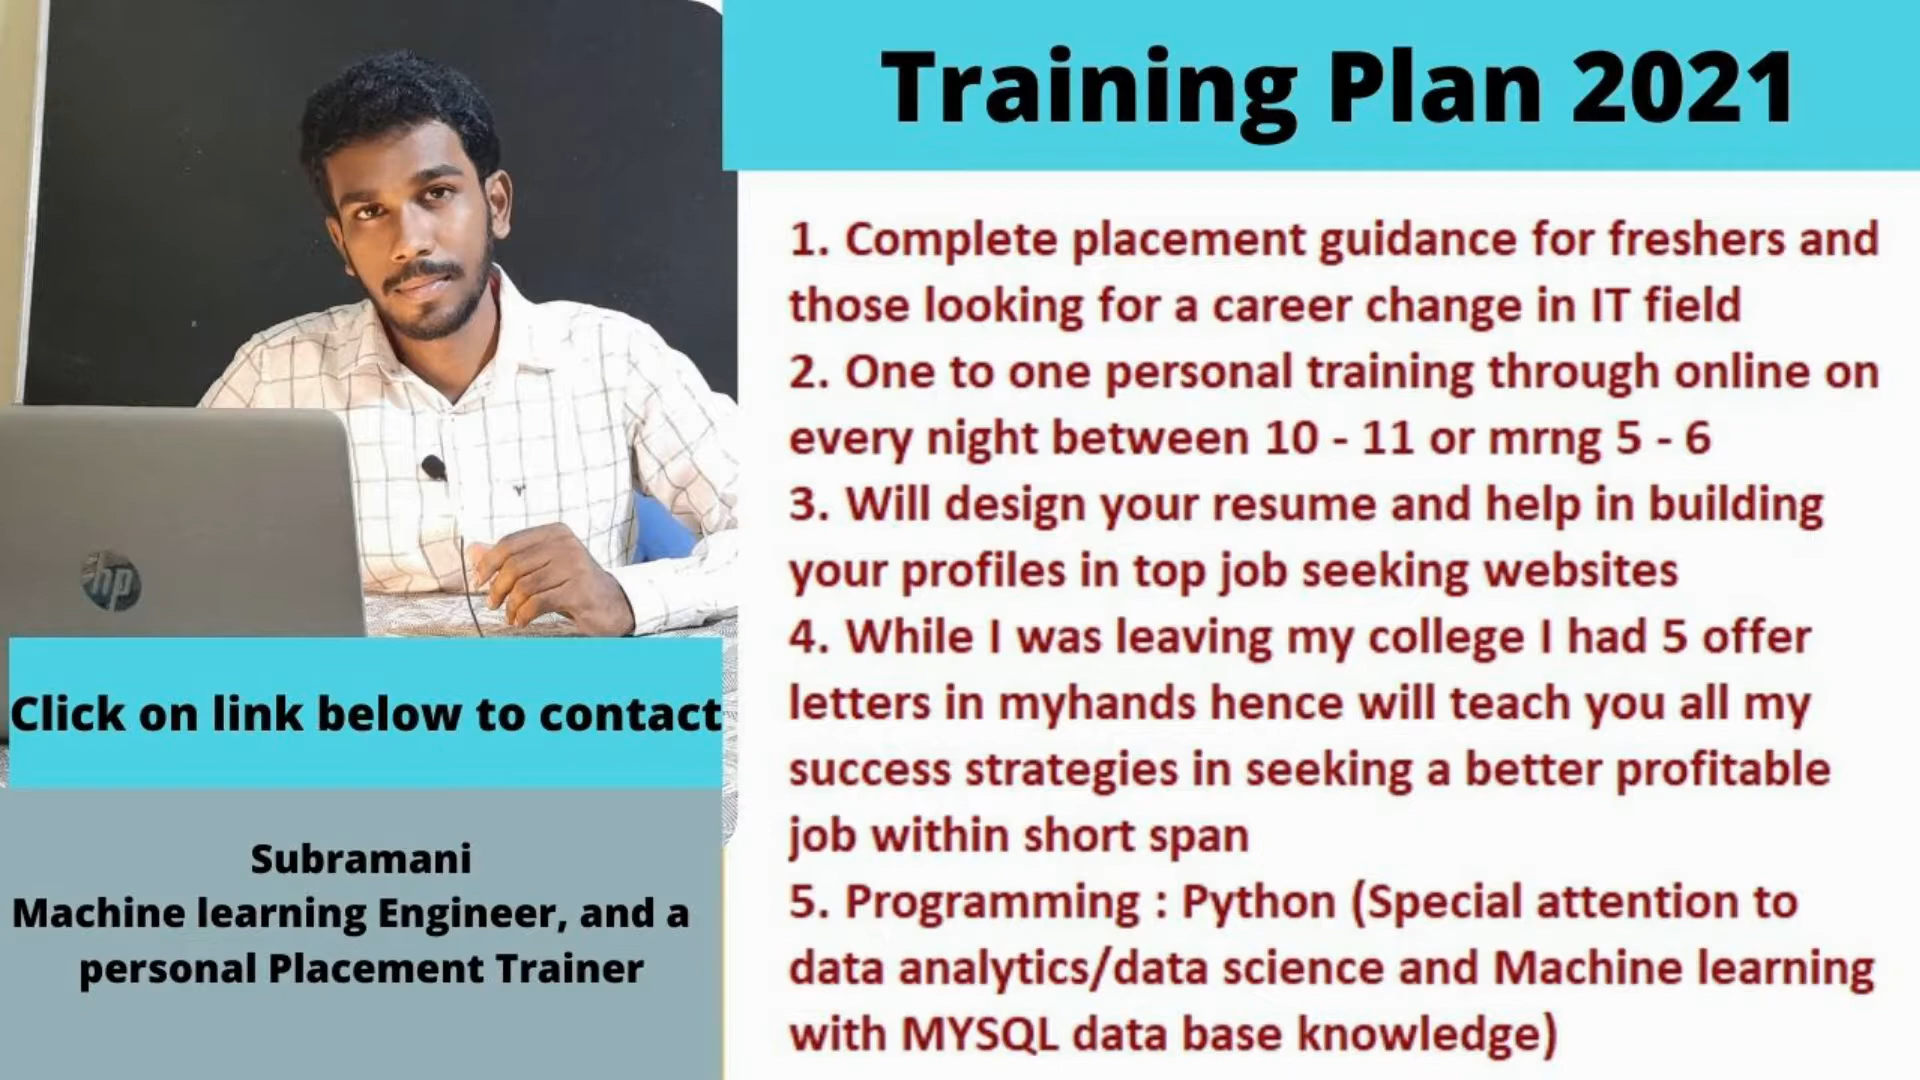 Training Plan 2021
1. Complete placement guidance for freshers and
those looking for a career change in IT field
2. One to one personal training through online on
every night between 10 - 11 or mrng 5 - 6
3. Will design your resume and help in building
your profiles in top job seeking websites
4. While I was leaving my college I had 5 offer
letters in myhands hence will teach you all my
success strategies in seeking a better profitable
job within short span
5. Programming : Python (Special attention to
data analytics/data science and Machine learning
with MYSQL data base knowledge)
hp
Click on link below to contact
Subramani
Machine learning Engineer, and a
personal Placement Trainer